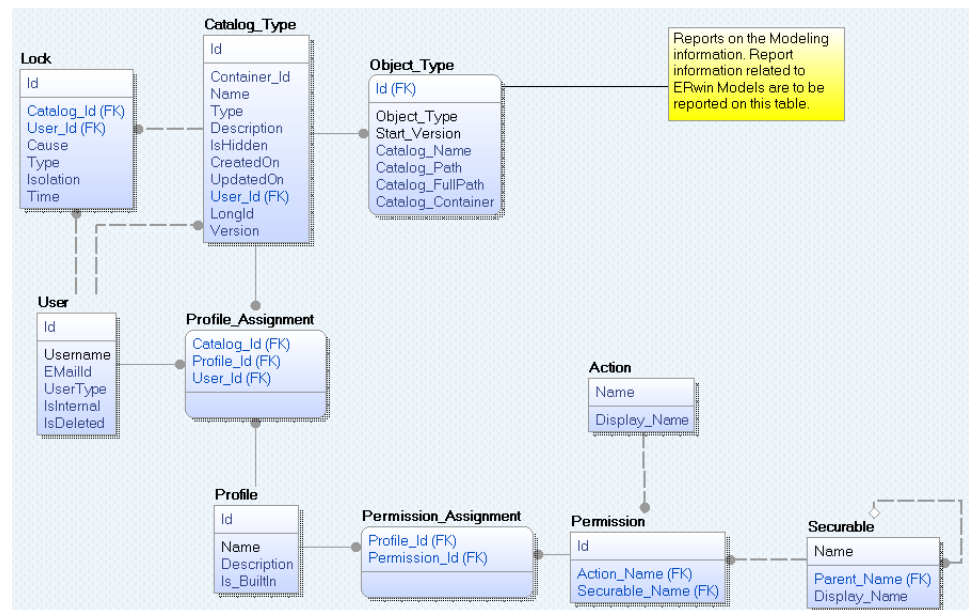 Catalog_Type
Id
Container_Id
Name
Type
Description
IsHidden
CreatedOn
UpdatedOn
User_Id (FK)
LongId
Version
Lock
Id
Catalog_Id (FK)
User_Id (FK)
Cause
Type
Isolation
Time
Object_Type
Id (FK)
Object_Type
Start_Version
Catalog_Name
Catalog_Path
Catalog_FullPath
Catalog_Container
Reports on the Modeling
information. Report
information related to
ERwin Models are to be
reported on this table.
User
Id
Username
EMailId
UserType
IsInternal
IsDeleted
Profile_Assignment
Catalog_Id (FK)
Profile_Id (FK)
User_Id (FK)
Action
Name
Display_Name
Profile
Id
Name
Description
Is_BuiltIn
Permission_Assignment
Profile_Id (FK)
Permission_Id (FK)
Permission
Id
Action_Name (FK)
Securable_Name (FK)
Securable
Name
Parent_Name (FK)
Display_Name